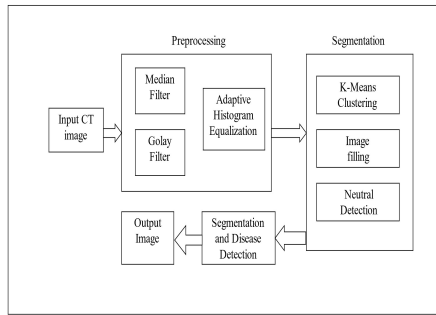 Preprocessing
Segmentation
Median
Filter
K-Means
Clustering
Adaptive
Histogram
Equalization
Input CT
image
Golay
Filter
Image
filling
Neutral
Detection
Output
Image
Segmentation
and Disease
Detection